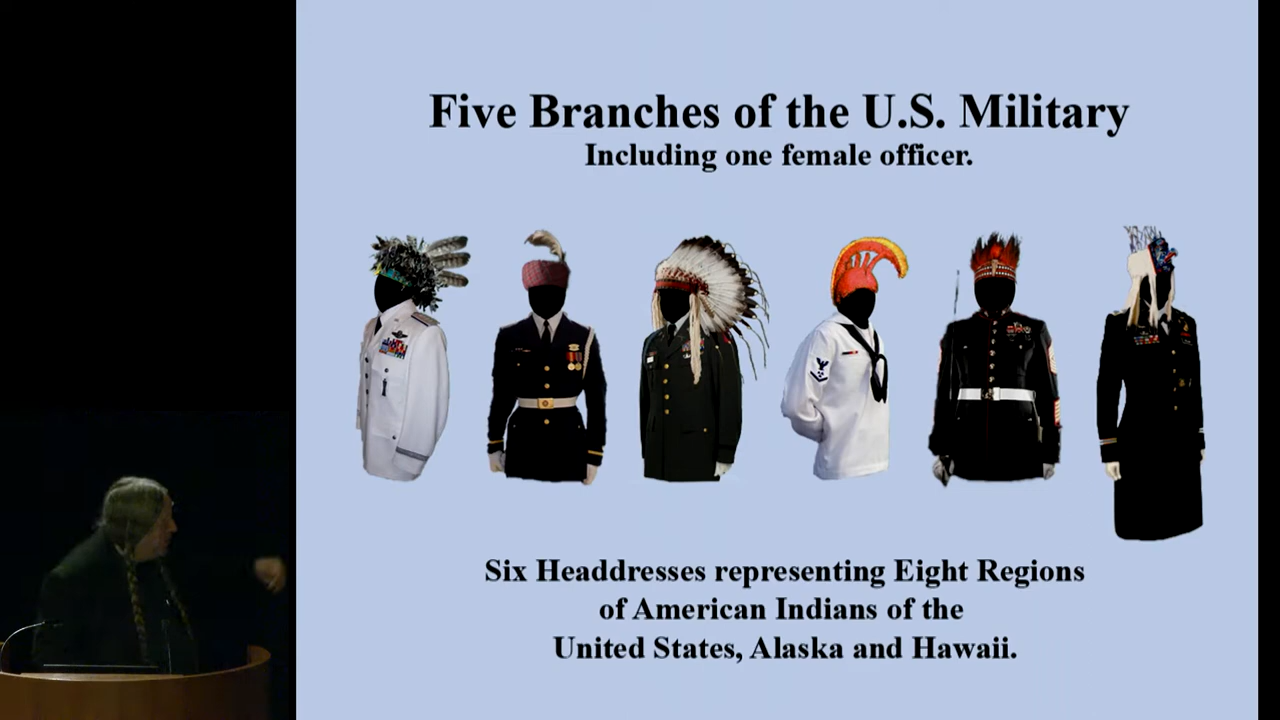 Five Branches of the U.S. Military
Including one female officer.
Six Headdresses representing Eight Regions
of American Indians of the
United States, Alaska and Hawaii.